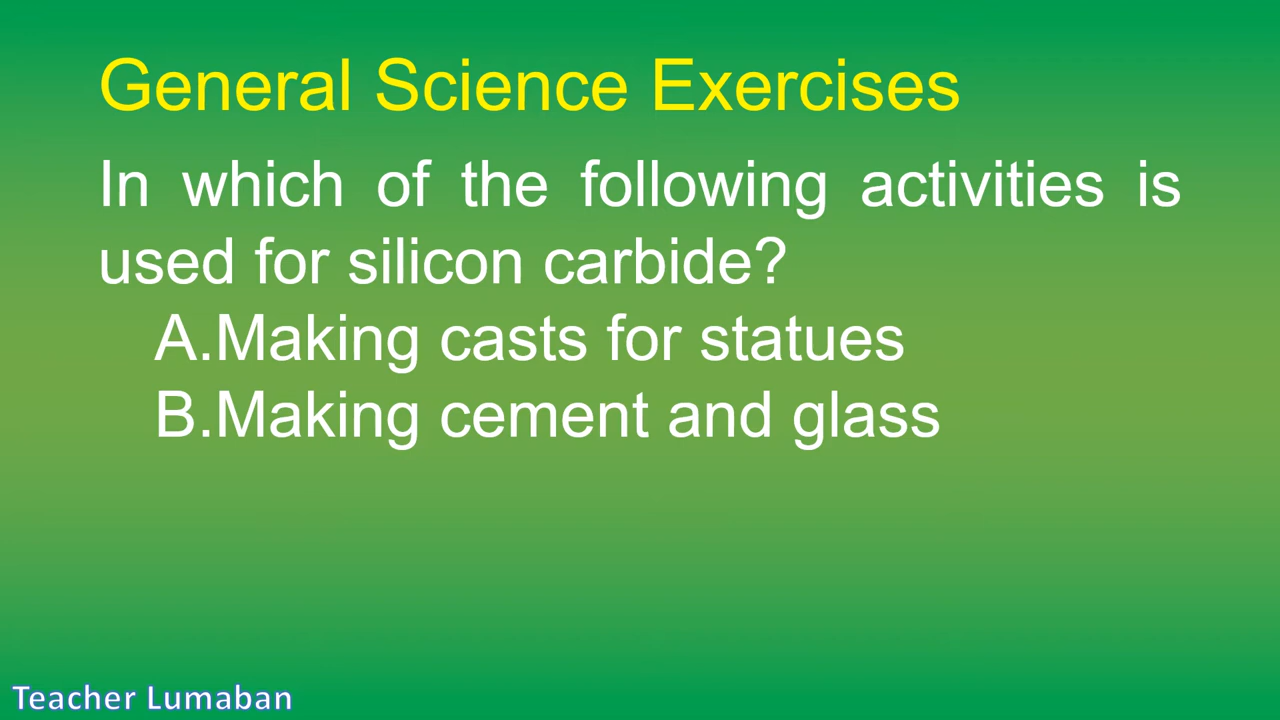 General Science Exercises
In which of the following activities is
used for silicon carbide?
A.Making casts for statues
B.Making cement and glass
Teacher Lumaban